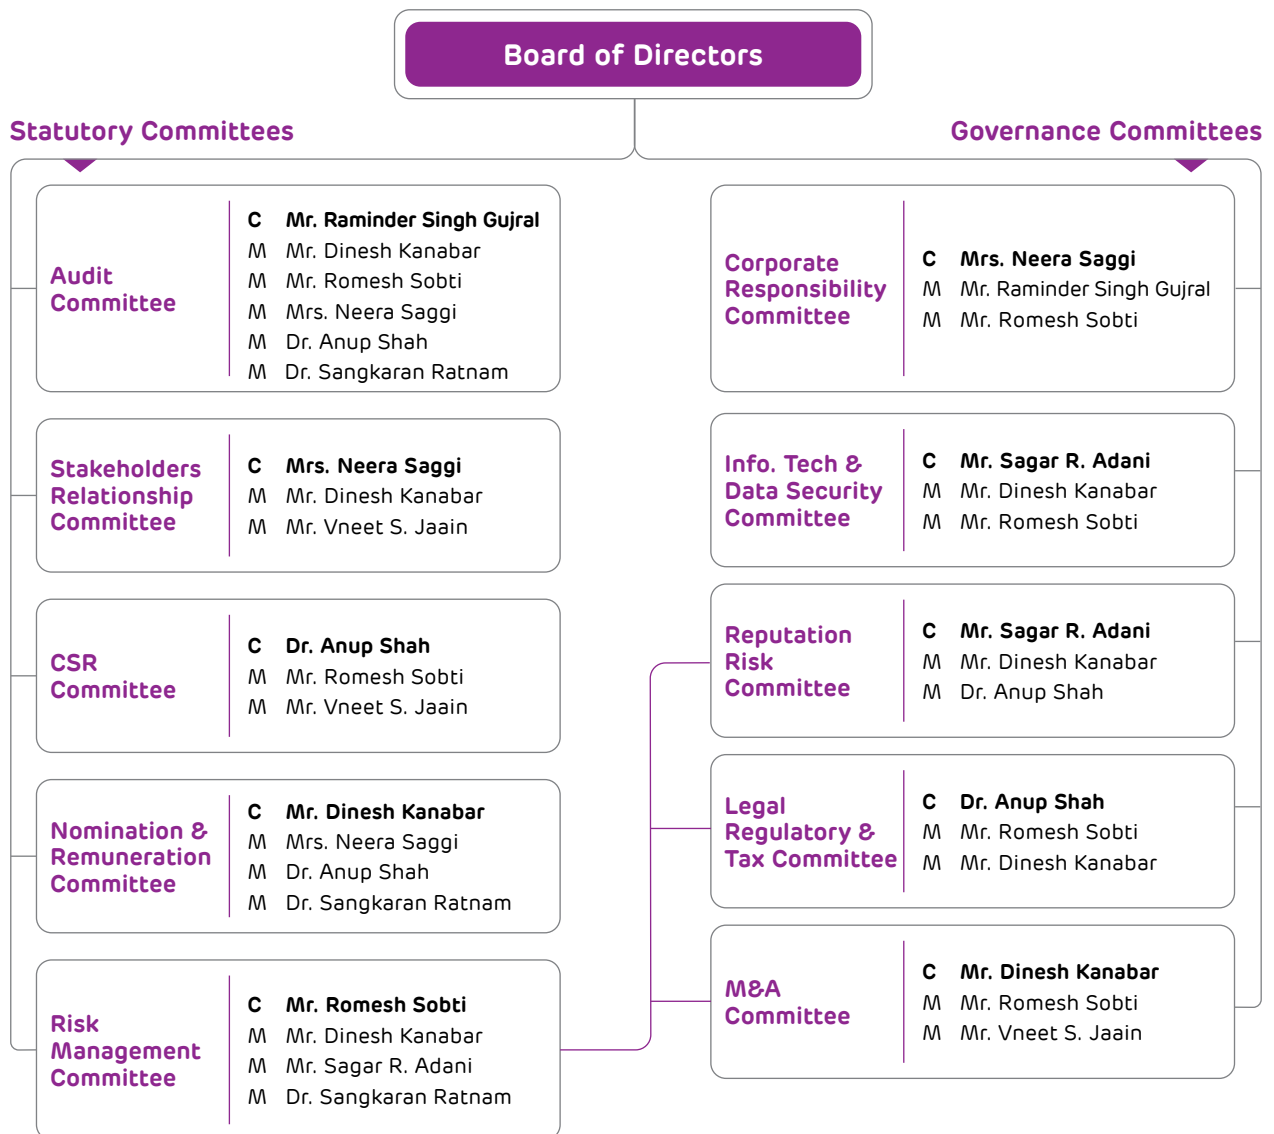 Board of Directors
Statutory Committees
Audit
Committee
C Mr. Raminder Singh Gujral
M Mr. Dinesh Kanabar
M Mr. Romesh Sobti
M Mrs. Neera Saggi
M Dr. Anup Shah
M Dr. Sangkaran Ratnam
Stakeholders
Relationship
Committee
C Mrs. Neera Saggi
M Mr. Dinesh Kanabar
M Mr. Vneet S. Jaain
CSR
Committee
C Dr. Anup Shah
M Mr. Romesh Sobti
M Mr. Vneet S. Jaain
Nomination &
Remuneration
Committee
C Mr. Dinesh Kanabar
M Mrs. Neera Saggi
M Dr. Anup Shah
M Dr. Sangkaran Ratnam
Risk
Management
Committee
C Mr. Romesh Sobti
M Mr. Dinesh Kanabar
M Mr. Sagar R. Adani
M Dr. Sangkaran Ratnam
Governance Committees
Corporate
Responsibility
Committee
C Mrs. Neera Saggi
M Mr. Raminder Singh Gujral
M Mr. Romesh Sobti
Info. Tech &
Data Security
Committee
C Mr. Sagar R. Adani
M Mr. Dinesh Kanabar
M Mr. Romesh Sobti
Reputation
Risk
Committee
C Mr. Sagar R. Adani
M Mr. Dinesh Kanabar
M Dr. Anup Shah
Legal
Regulatory &
Tax Committee
C Dr. Anup Shah
M Mr. Romesh Sobti
M Mr. Dinesh Kanabar
M&A
Committee
C Mr. Dinesh Kanabar
M Mr. Romesh Sobti
M Mr. Vneet S. Jaain